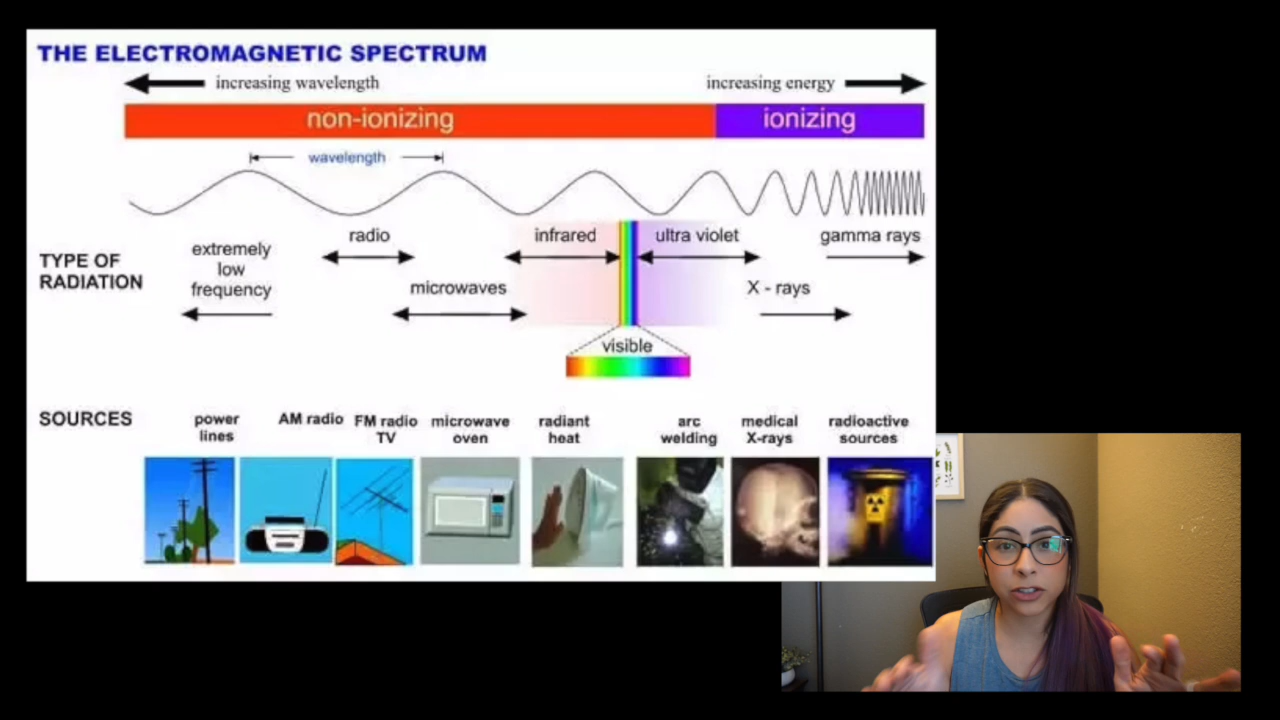 THE ELECTROMAGNETIC SPECTRUM
increasing wavelength
increasing energy
non-ionizing
ionizing
wavelength
TYPE OF
RADIATION
extremely
low
frequency
radio
microwaves
infrared
visible
ultra violet
X - rays
gamma rays
SOURCES
power
lines
AM radio
FM radio
TV
microwave
oven
radiant
heat
arc
welding
medical
X-rays
radioactive
sources